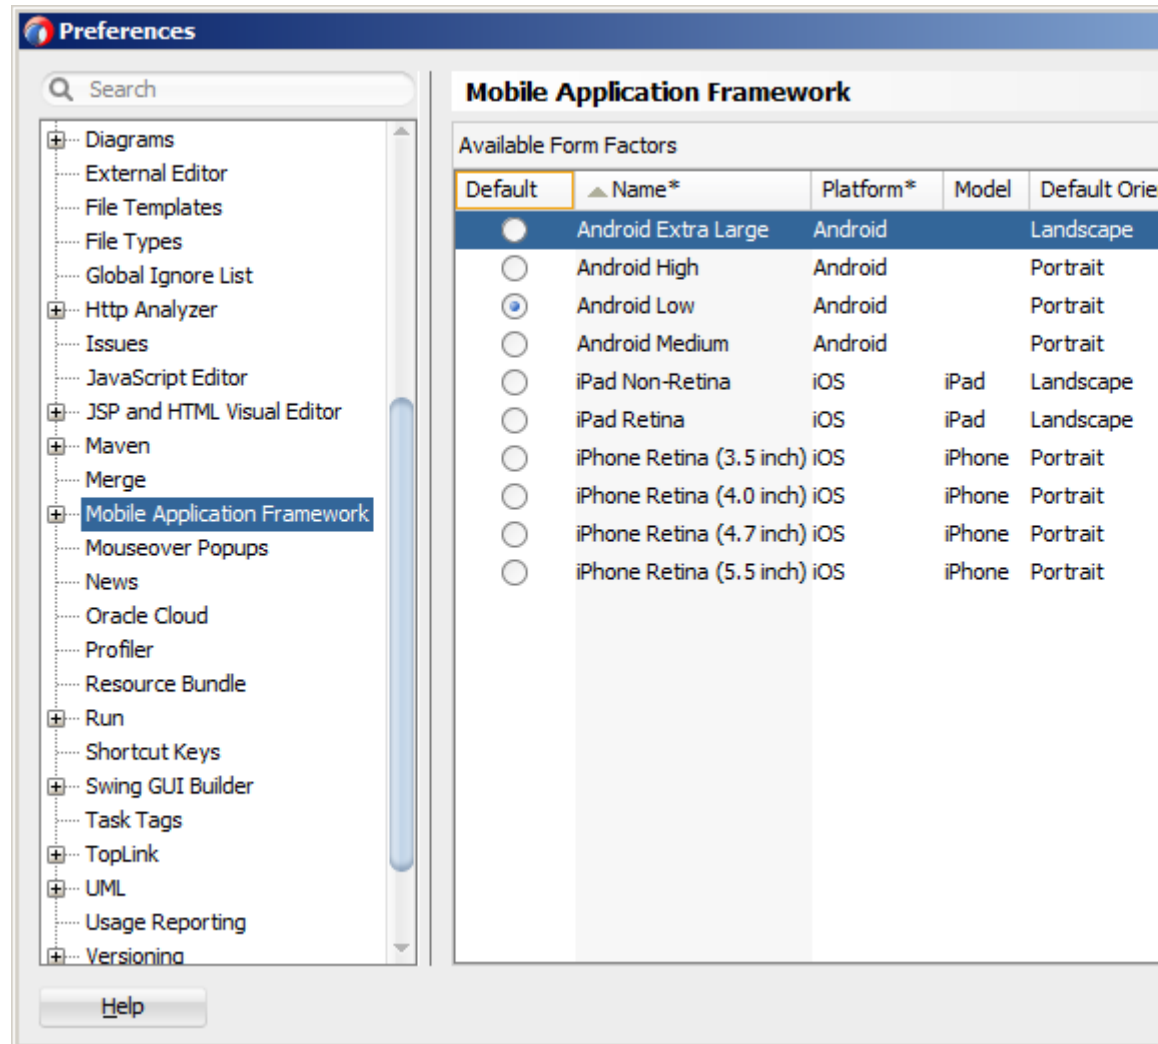 Preferences
Search
Diagrams
External Editor
File Templates
File Types
Global Ignore List
Http Analyzer
Issues
JavaScript Editor
JSP and HTML Visual Editor
Maven
Merge
Mobile Application Framework
Mouseover Popups
News
Oracle Cloud
Profiler
Resource Bundle
Run
Shortcut Keys
Swing GUI Builder
Task Tags
TopLink
UML
Usage Reporting
Versioning
Help
Mobile Application Framework
Available Form Factors
Default Name* Platform* Model Default Orie
Android Extra Large Android Landscape
Android High Android Portrait
Android Low Android Portrait
Android Medium Android Portrait
iPad Non-Retina iOS iPad Landscape
iPad Retina iOS iPad Landscape
iPhone Retina (3.5 inch) iOS iPhone Portrait
iPhone Retina (4.0 inch) iOS iPhone Portrait
iPhone Retina (4.7 inch) iOS iPhone Portrait
iPhone Retina (5.5 inch) iOS iPhone Portrait